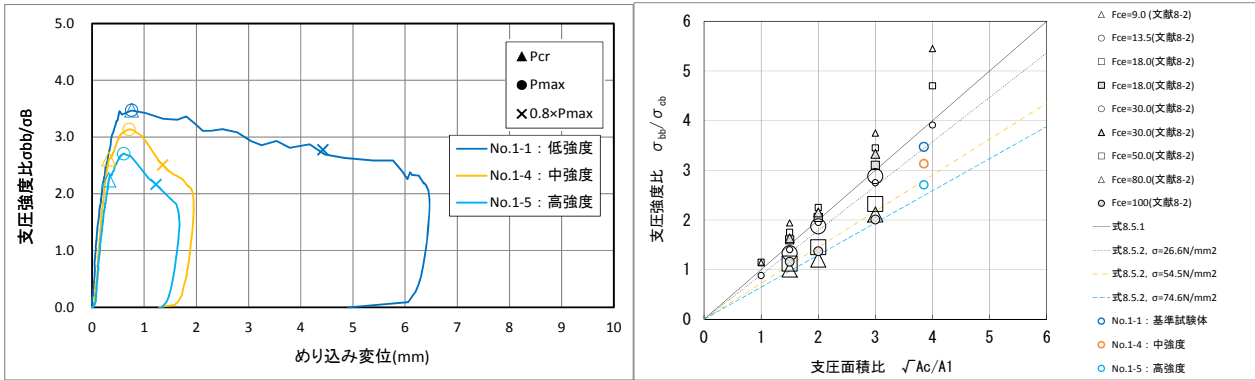 5.0
4.0
3.0
2.0
1.0
0.0
0 1 2 3 4 5 6 7 8 9 10
支圧強度比σbb/σB
めり込み変位(mm)
▲ Pcr
● Pmax
× 0.8×Pmax
No.1-1：低強度
No.1-4：中強度
No.1-5：高強度
6
5
4
3
2
1
0
0 1 2 3 4 5 6
支圧強度比 σbb/σcb
支圧面積比 √Ac/A1
Fce=9.0 (文献8-2)
Fce=13.5(文献8-2)
Fce=18.0(文献8-2)
Fce=18.0(文献8-2)
Fce=30.0(文献8-2)
Fce=30.0(文献8-2)
Fce=50.0(文献8-2)
Fce=80.0(文献8-2)
Fce=100(文献8-2)
式8.5.1
式8.5.2，σ=26.6N/mm2
式8.5.2，σ=54.5N/mm2
式8.5.2，σ=74.6N/mm2
No.1-1：基準試験体
No.1-4：中強度
No.1-5：高強度